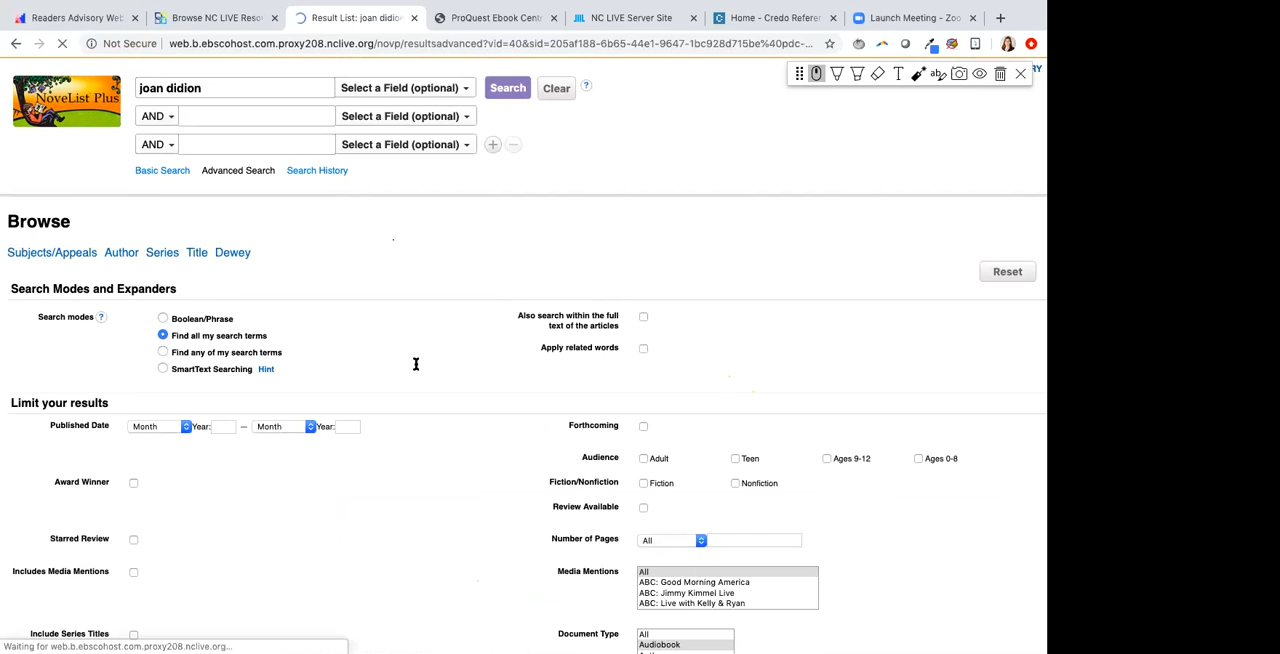 Readers Advisory Web
Browse NC LIVE Reso
Result List: joan didio
ProQuest Ebook Cent
NC LIVE Server Site
Home - Credo Referen
Launch Meeting - Zoo
Not Secure
web.b.ebscohost.com.proxy208.nclive.org/novp/resultsadvanced?vid=40&sid=205af188-6b65-44e1-9647-1bc928d715be%40pdc-...
NoveList Plus
joan didion
Select a Field (optional)
Search
Clear
?
RY
AND
Select a Field (optional)
AND
Select a Field (optional)
Basic Search
Advanced Search
Search History
Browse
Subjects/Appeals
Author
Series
Title
Dewey
Reset
Search Modes and Expanders
Search modes ?
Boolean/Phrase
Find all my search terms
Find any of my search terms
SmartText Searching Hint
Also search within the full
text of the articles
Apply related words
Limit your results
Published Date
Month
Year:
–
Month
Year:
Forthcoming
Audience
Adult
Teen
Ages 9-12
Ages 0-8
Award Winner
Fiction/Nonfiction
Fiction
Nonfiction
Review Available
Starred Review
Number of Pages
All
Includes Media Mentions
Media Mentions
All
ABC: Good Morning America
ABC: Jimmy Kimmel Live
ABC: Live with Kelly & Ryan
Include Series Titles
Document Type
All
Audiobook
Waiting for web.b.ebscohost.com.proxy208.nclive.org...